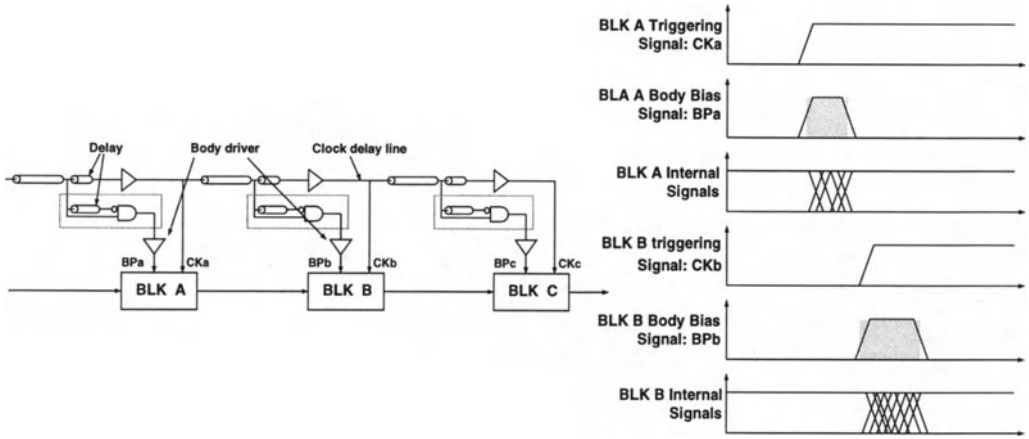 Delay
Body driver
Clock delay line
BPa
CKa
BPb
CKb
BPc
CKc
BLK A
BLK B
BLK C
BLK A Triggering
Signal: CKa
BLA A Body Bias
Signal: BPa
BLK A Internal
Signals
BLK B triggering
Signal: CKb
BLK B Body Bias
Signal: BPb
BLK B Internal
Signals